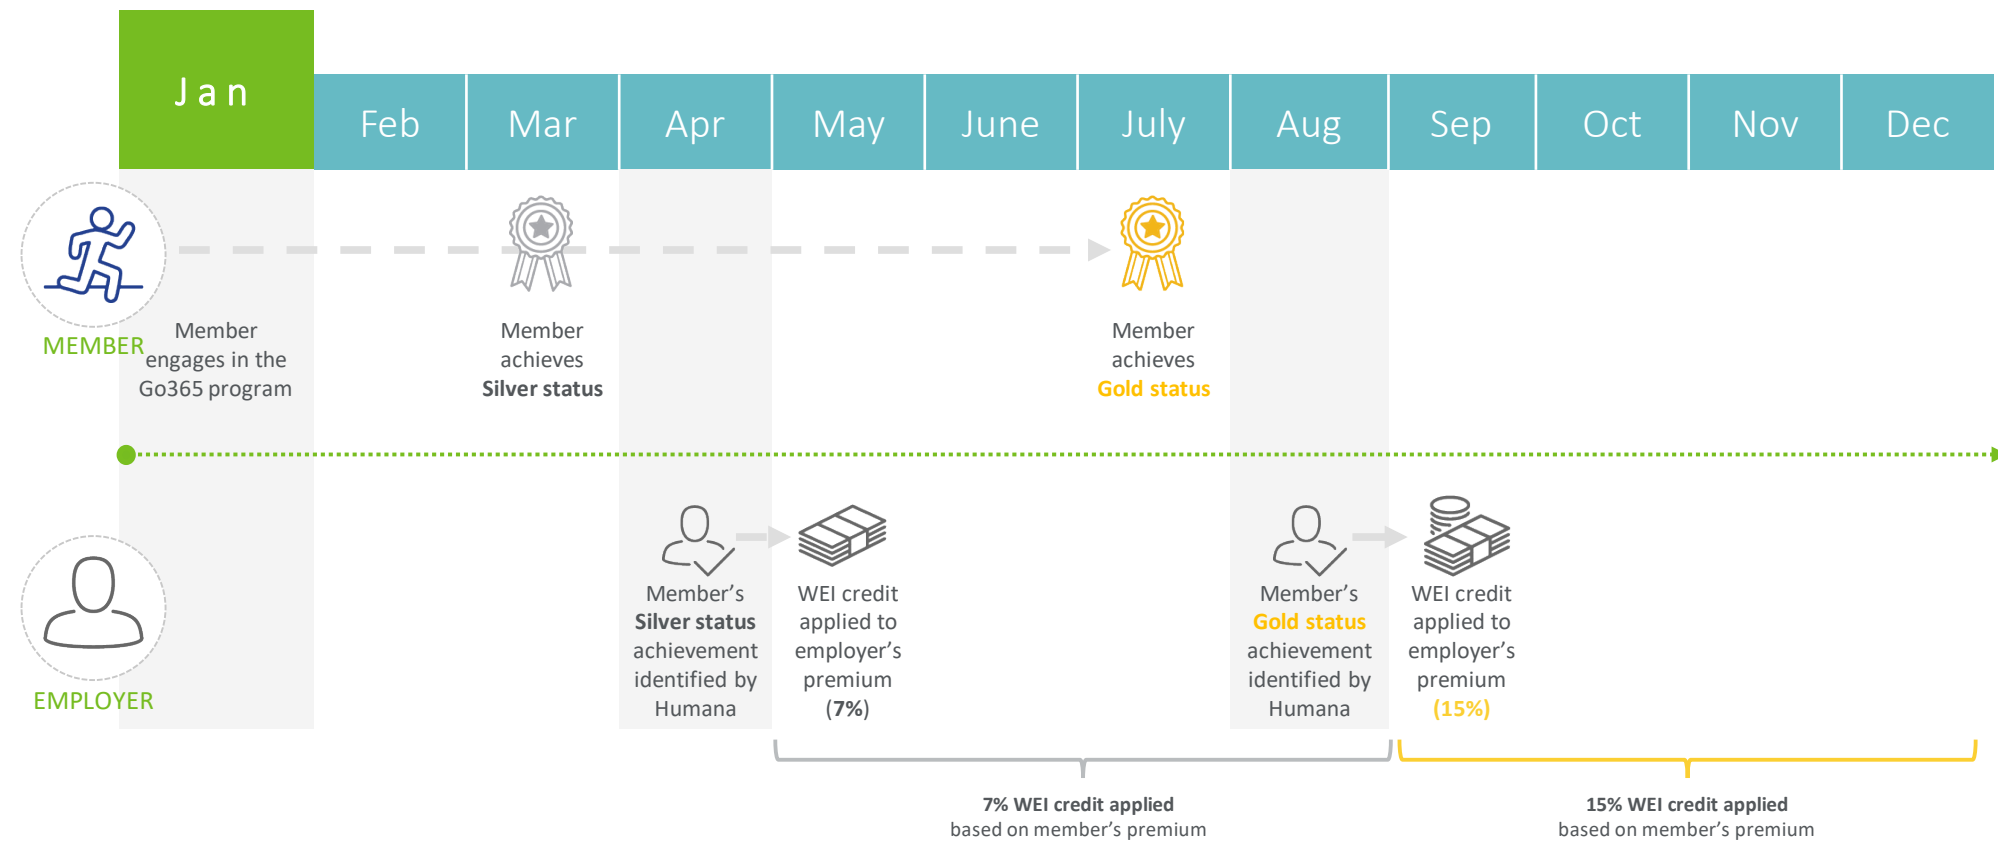 Jan
Feb
Mar
Apr
May
June
July
Aug
Sep
Oct
Nov
Dec
MEMBER
Member
engages in the
Go365 program
Member
achieves
Silver status
Member
achieves
Gold status
EMPLOYER
Member’s
Silver status
achievement
identified by
Humana
WEI credit
applied to
employer’s
premium
(7%)
Member’s
Gold status
achievement
identified by
Humana
WEI credit
applied to
employer’s
premium
(15%)
7% WEI credit applied
based on member’s premium
15% WEI credit applied
based on member’s premium